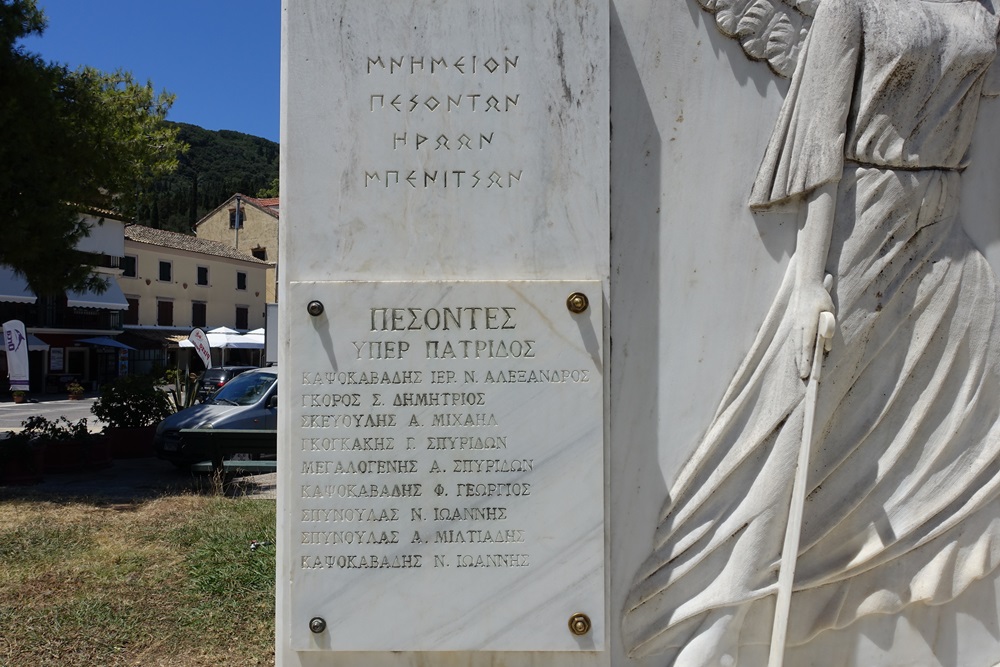 ΜΝΗΜΕΙΟΝ
ΠΕΣΟΝΤΩΝ
ΗΡΩΩΝ
ΜΠΕΝΙΤΣΩΝ
ΠΕΣΟΝΤΕΣ
ΥΠΕΡ ΠΑΤΡΙΔΟΣ
ΚΑΨΟΚΑΒΑΔΗΣ ΙΕΡ. Ν. ΑΛΕΞΑΝΔΡΟΣ
ΓΚΟΡΟΣ Σ. ΔΗΜΗΤΡΙΟΣ
ΣΚΕΥΟΥΛΗΣ Α. ΜΙΧΑΗΛ
ΓΚΟΓΚΑΚΗΣ Γ. ΣΠΥΡΙΔΩΝ
ΜΕΓΑΛΟΓΕΝΗΣ Α. ΣΠΥΡΙΔΩΝ
ΚΑΨΟΚΑΒΑΔΗΣ Φ. ΓΕΩΡΓΙΟΣ
ΣΠΥΝΟΥΛΑΣ Ν. ΙΩΑΝΝΗΣ
ΣΠΥΝΟΥΛΑΣ Α. ΜΙΛΤΙΑΔΗΣ
ΚΑΨΟΚΑΒΑΔΗΣ Ν. ΙΩΑΝΝΗΣ